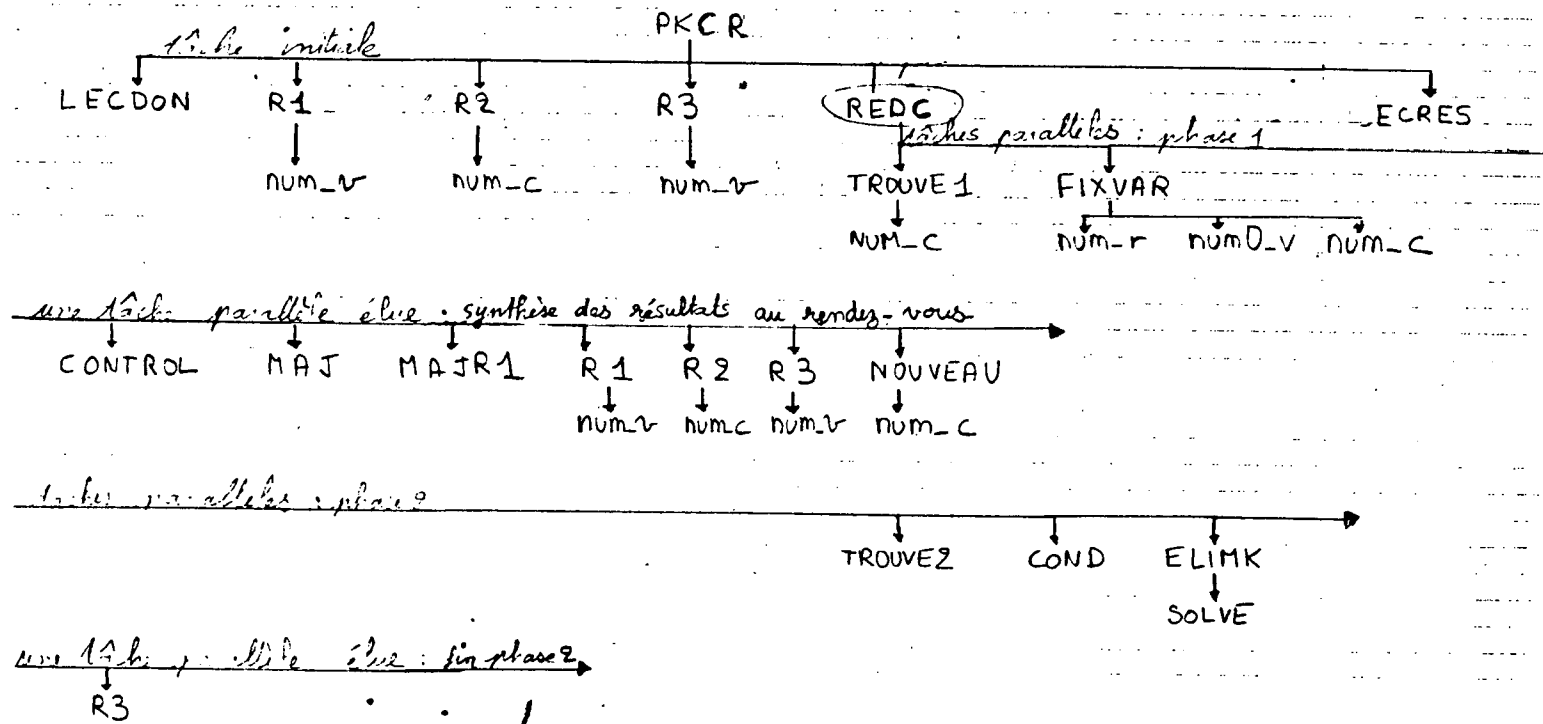 PKCR
tâche initiale
LECDON R1 R2 R3 REDC ECRES
tâches parallèles : phase 1
num_v num_c num_v TROUVE1 FIXVAR
NUM_C num_r num0_v num_c
une tâche parallèle élue : synthèse des résultats au rendez-vous
CONTROL MAJ MAJR1 R1 R2 R3 NOUVEAU
num_v numc num_v num_c
tâches parallèles : phase 2
TROUVE2 COND ELIMK
SOLVE
une tâche parallèle élue : fin phase 2
R3